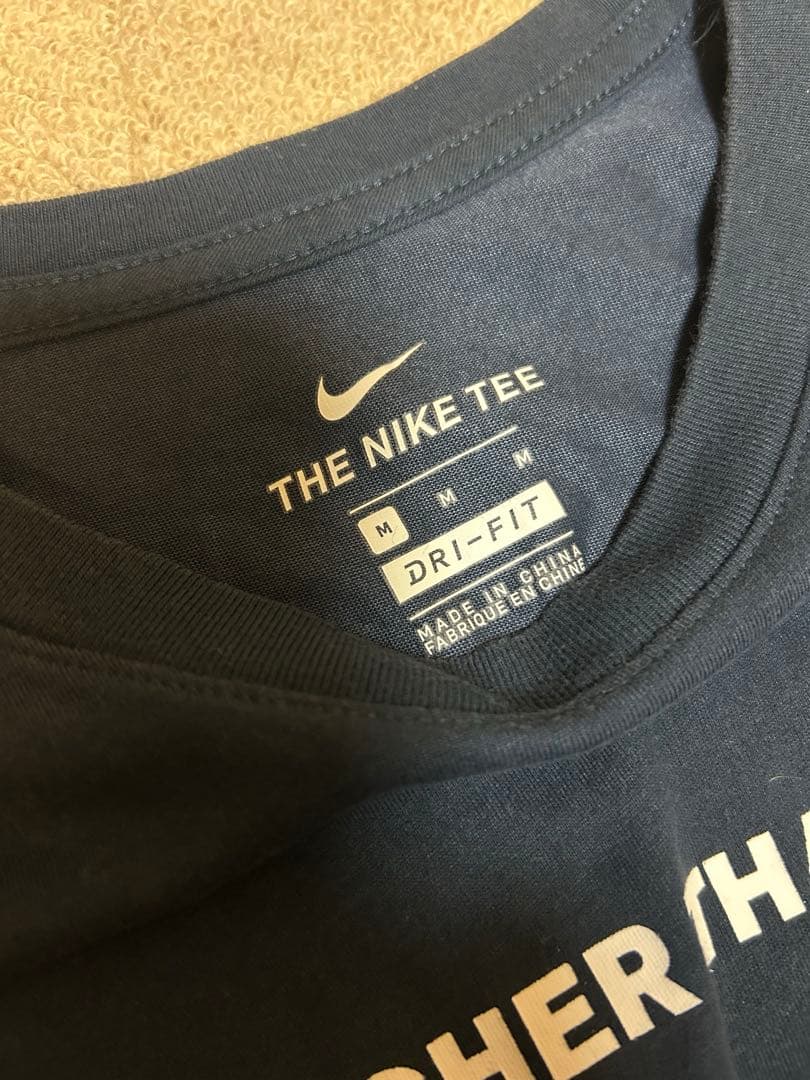 THE NIKE TEE
M M M
DRI-FIT
MADE IN CHINA
FABRIQUE EN CHINE